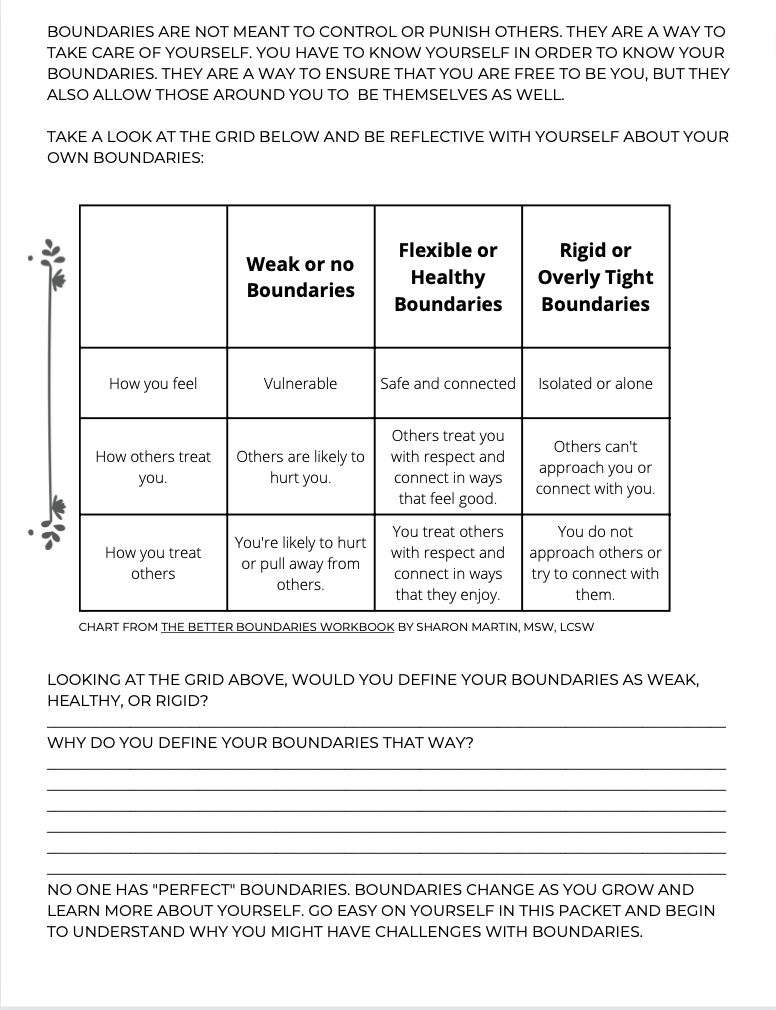 BOUNDARIES ARE NOT MEANT TO CONTROL OR PUNISH OTHERS. THEY ARE A WAY TO
TAKE CARE OF YOURSELF. YOU HAVE TO KNOW YOURSELF IN ORDER TO KNOW YOUR
BOUNDARIES. THEY ARE A WAY TO ENSURE THAT YOU ARE FREE TO BE YOU, BUT THEY
ALSO ALLOW THOSE AROUND YOU TO BE THEMSELVES AS WELL.
TAKE A LOOK AT THE GRID BELOW AND BE REFLECTIVE WITH YOURSELF ABOUT YOUR
OWN BOUNDARIES:
Weak or no
Boundaries
Flexible or
Healthy
Boundaries
Rigid or
Overly Tight
Boundaries
How you feel
Vulnerable
Safe and connected
Isolated or alone
How others treat
you.
Others are likely to
hurt you.
Others treat you
with respect and
connect in ways
that feel good.
Others can't
approach you or
connect with you.
How you treat
others
You're likely to hurt
or pull away from
others.
You treat others
with respect and
connect in ways
that they enjoy.
You do not
approach others or
try to connect with
them.
CHART FROM THE BETTER BOUNDARIES WORKBOOK BY SHARON MARTIN, MSW, LCSW
LOOKING AT THE GRID ABOVE, WOULD YOU DEFINE YOUR BOUNDARIES AS WEAK,
HEALTHY, OR RIGID?
WHY DO YOU DEFINE YOUR BOUNDARIES THAT WAY?
NO ONE HAS "PERFECT" BOUNDARIES. BOUNDARIES CHANGE AS YOU GROW AND
LEARN MORE ABOUT YOURSELF. GO EASY ON YOURSELF IN THIS PACKET AND BEGIN
TO UNDERSTAND WHY YOU MIGHT HAVE CHALLENGES WITH BOUNDARIES.